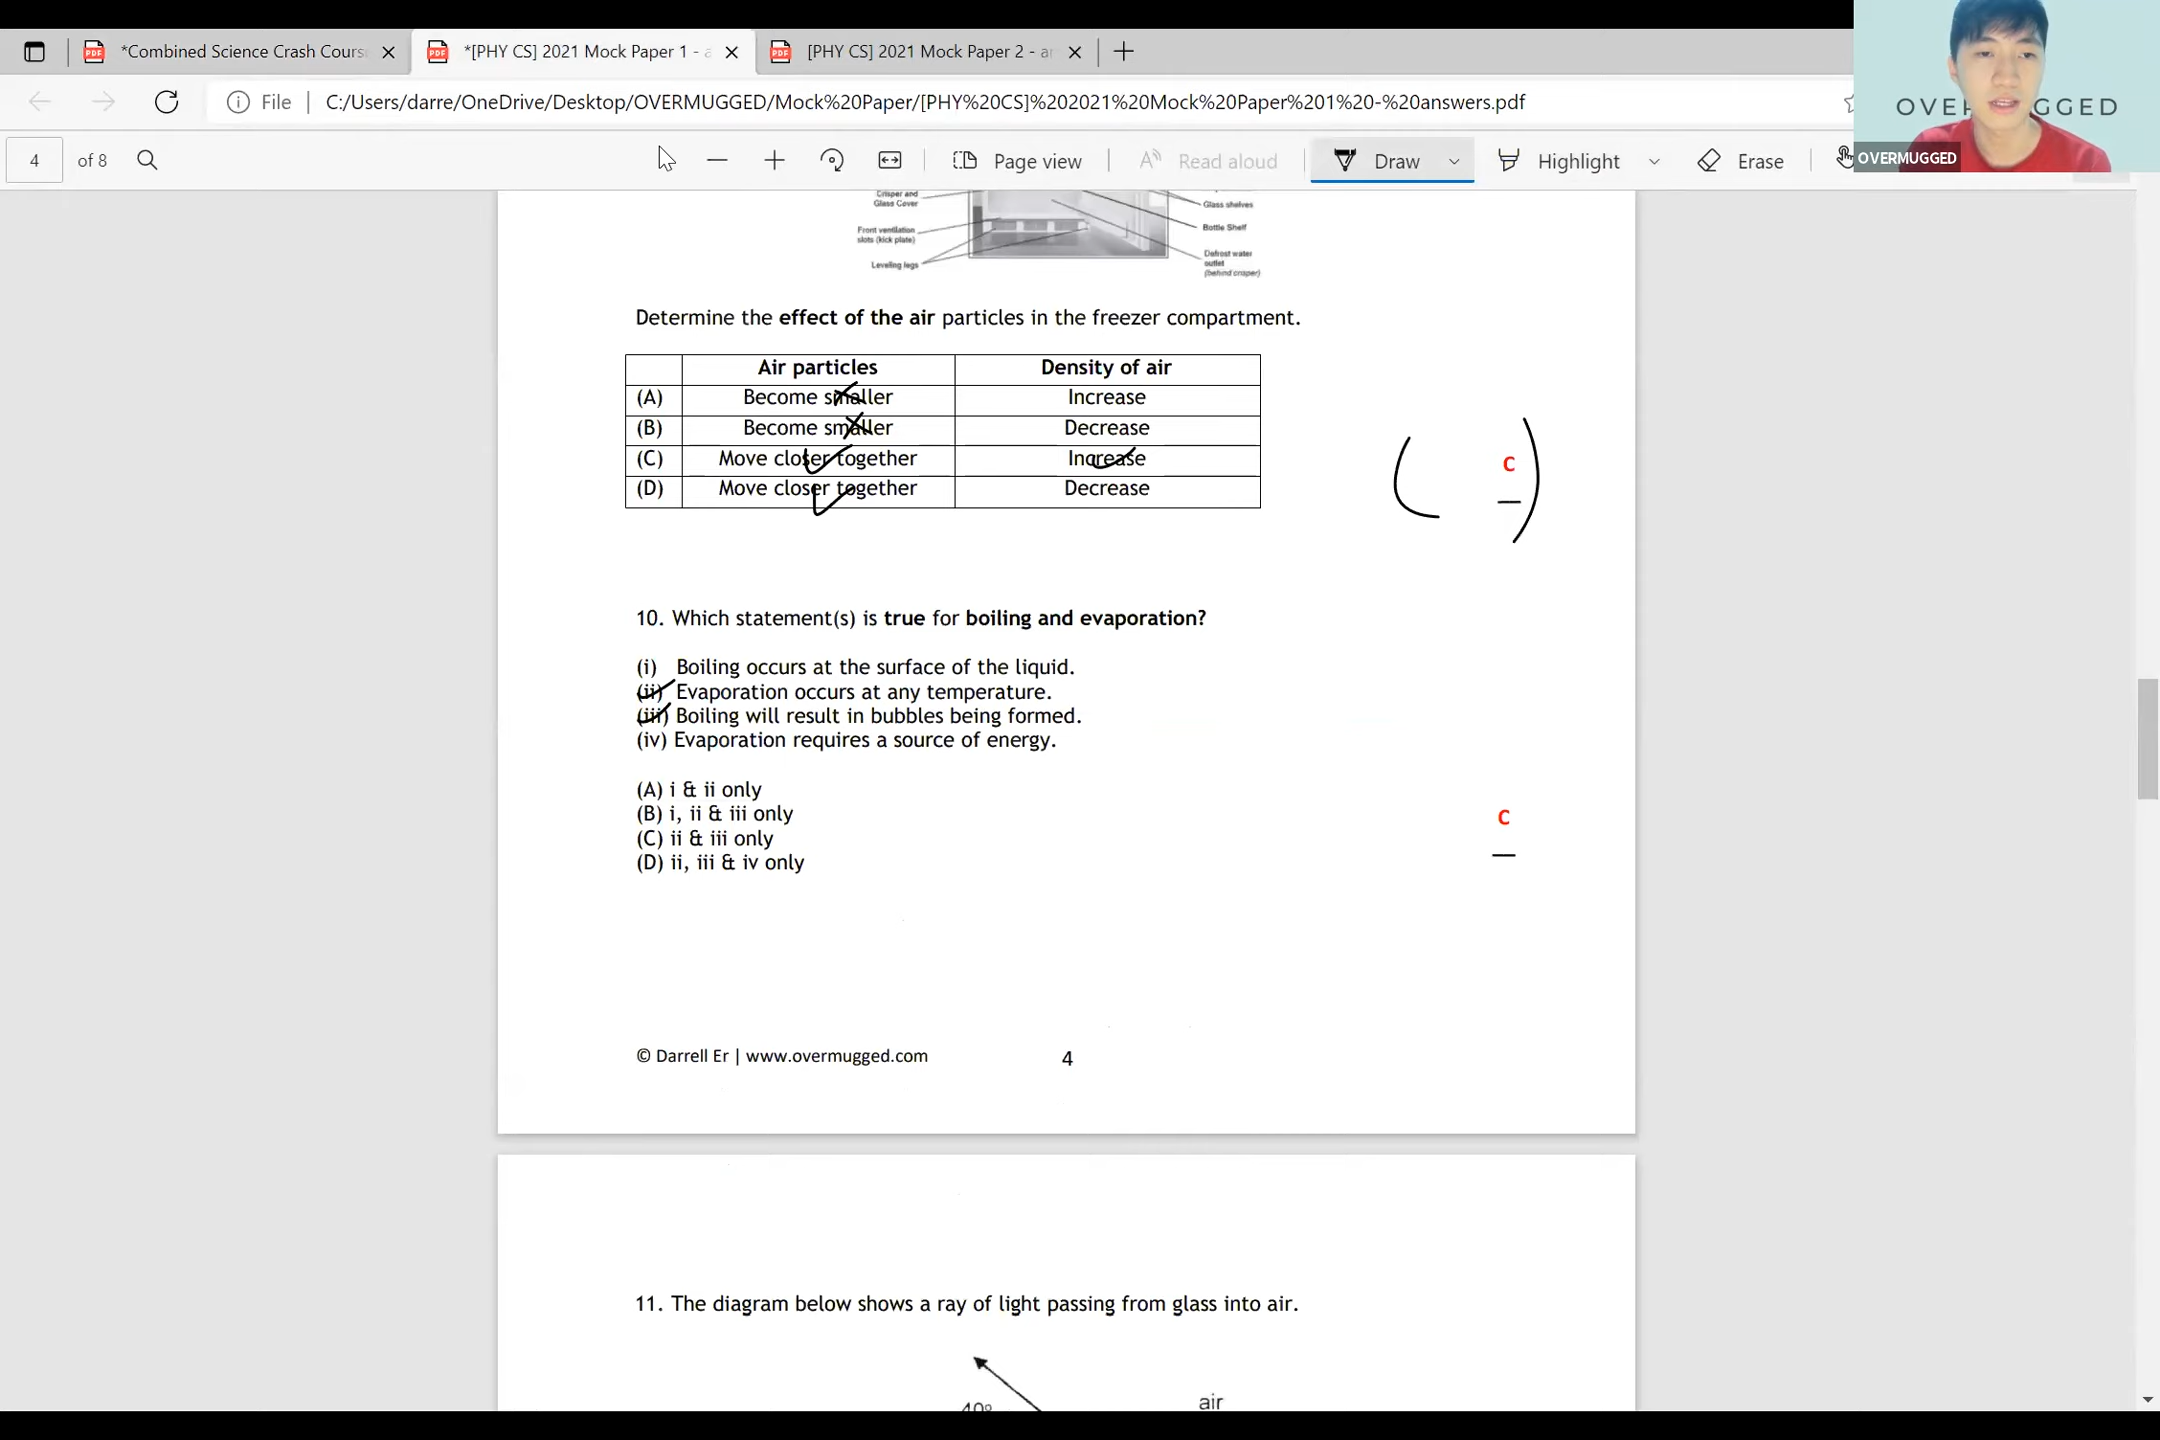 *Combined Science Crash Cours
*[PHY CS] 2021 Mock Paper 1 - a
[PHY CS] 2021 Mock Paper 2 - an
File
C:/Users/darre/OneDrive/Desktop/OVERMUGGED/Mock%20Paper/[PHY%20CS]%202021%20Mock%20Paper%201%20-%20answers.pdf
OVER GGED
OVERMUGGED
4 of 8
Page view
Read aloud
Draw
Highlight
Erase
Crisper and
Glass Cover
Front ventilation
slots (kick plate)
Leveling legs
Glass shelves
Bottle Shelf
Defrost water
outlet
(behind crisper)
Determine the effect of the air particles in the freezer compartment.
Air particles Density of air
(A) Become smaller Increase
(B) Become smaller Decrease
(C) Move closer together Increase
(D) Move closer together Decrease
( C )
10. Which statement(s) is true for boiling and evaporation?
(i) Boiling occurs at the surface of the liquid.
(ii) Evaporation occurs at any temperature.
(iii) Boiling will result in bubbles being formed.
(iv) Evaporation requires a source of energy.
(A) i & ii only
(B) i, ii & iii only
(C) ii & iii only
(D) ii, iii & iv only
C
© Darrell Er | www.overmugged.com 4
11. The diagram below shows a ray of light passing from glass into air.
40°
air